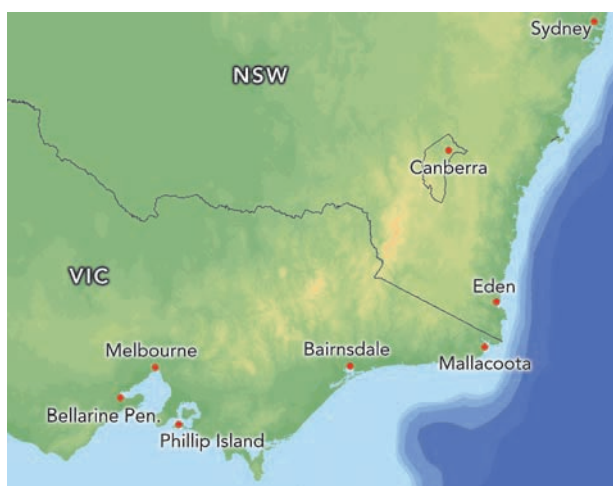 Sydney
NSW
Canberra
VIC
Eden
Melbourne
Bairnsdale
Mallacoota
Bellarine Pen.
Phillip Island